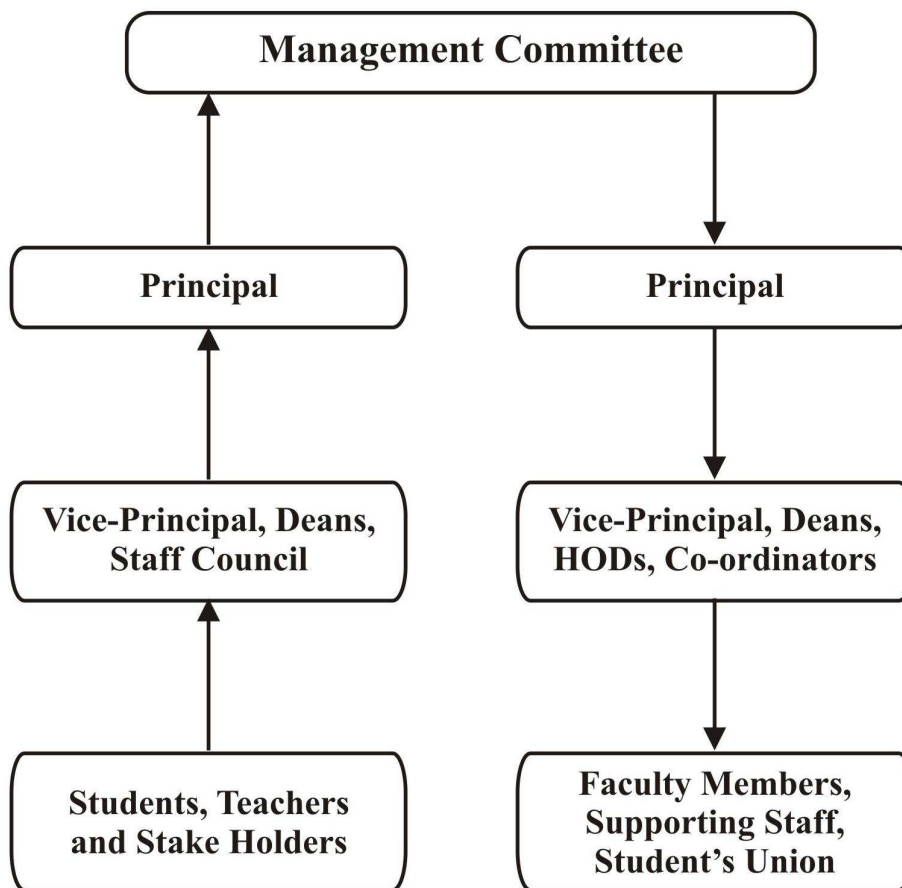 Management Committee
Principal
Principal
Vice-Principal, Deans,
Staff Council
Vice-Principal, Deans,
HODs, Co-ordinators
Students, Teachers
and Stake Holders
Faculty Members,
Supporting Staff,
Student’s Union